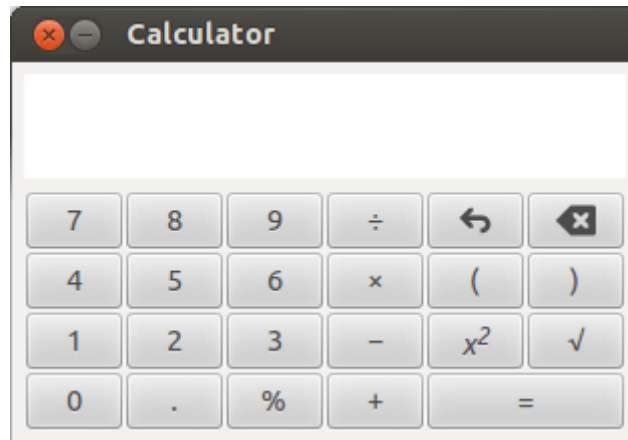 Calculator
7 8 9 ÷
4 5 6 × ( )
1 2 3 − x² √
0 . % + =